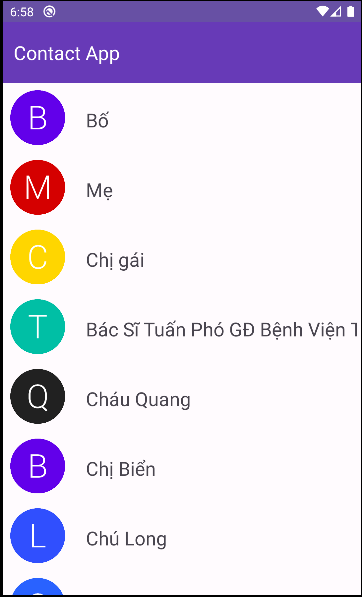 6:58
Contact App
B
Bố
M
Mẹ
C
Chị gái
T
Bác Sĩ Tuấn Phó GĐ Bệnh Viện
Q
Cháu Quang
B
Chị Biển
L
Chú Long